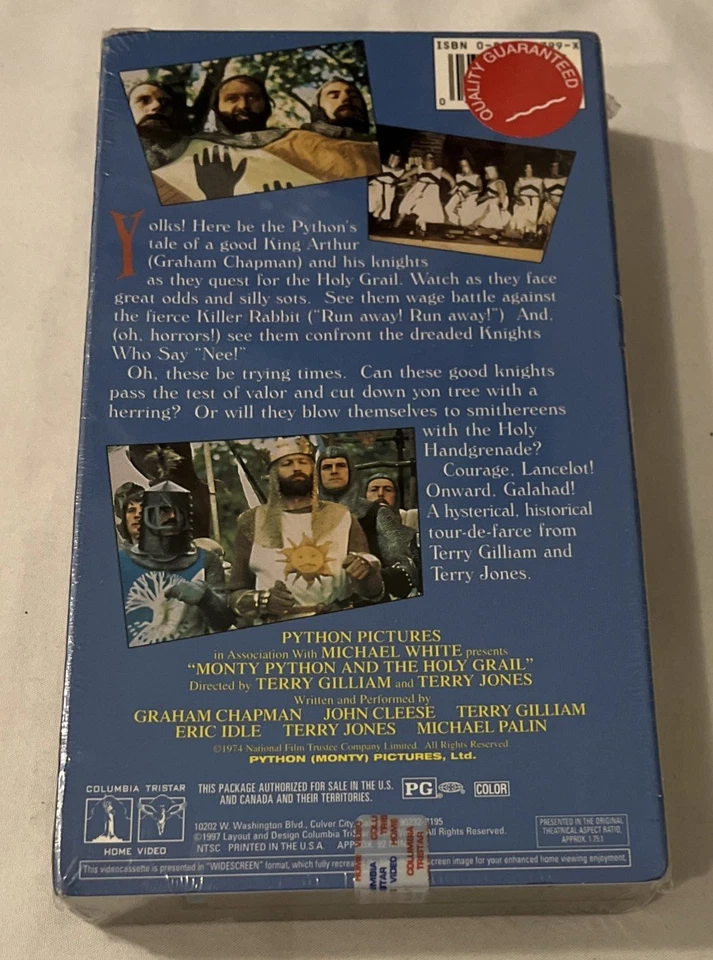 ISBN 0-
99-X
QUALITY GUARANTEED
0
Yolks! Here be the Python's
tale of a good King Arthur
(Graham Chapman) and his knights
as they quest for the Holy Grail. Watch as they face
great odds and silly sots. See them wage battle against
the fierce Killer Rabbit ("Run away! Run away!") And,
(oh, horrors!) see them confront the dreaded Knights
Who Say "Nee!"
Oh, these be trying times. Can these good knights
pass the test of valor and cut down yon tree with a
herring? Or will they blow themselves to smithereens
with the Holy
Handgrenade?
Courage, Lancelot!
Onward, Galahad!
A hysterical, historical
tour-de-farce from
Terry Gilliam and
Terry Jones.
PYTHON PICTURES
in Association With MICHAEL WHITE presents
"MONTY PYTHON AND THE HOLY GRAIL"
Directed by TERRY GILLIAM and TERRY JONES
Written and Performed by
GRAHAM CHAPMAN JOHN CLEESE TERRY GILLIAM
ERIC IDLE TERRY JONES MICHAEL PALIN
©1974 National Film Trustee Company Limited. All Rights Reserved.
PYTHON (MONTY) PICTURES, Ltd.
COLUMBIA TRISTAR
HOME VIDEO
THIS PACKAGE AUTHORIZED FOR SALE IN THE U.S.
AND CANADA AND THEIR TERRITORIES.
PG
COLOR
10202 W. Washington Blvd., Culver City,
©1997 Layout and Design Columbia All Rights Reserved.
NTSC PRINTED IN THE U.S.A.
PRESENTED IN THE ORIGINAL
THEATRICAL ASPECT RATIO,
APPROX. 1.75:1
This videocassette is presented in "WIDESCREEN" format, which fully screen image for your enhanced home viewing enjoyment.
COLUMBIA
TRISTAR